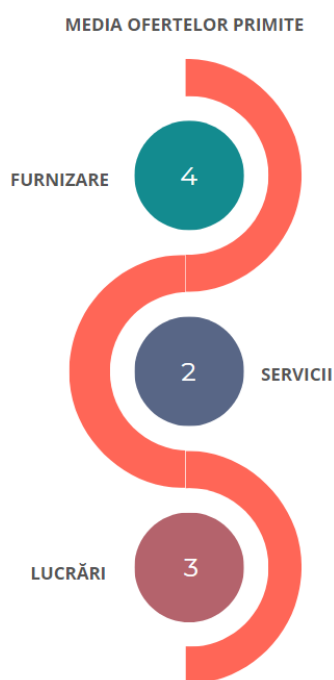 MEDIA OFERTELOR PRIMITE
FURNIZARE
4
2
SERVICII
LUCRĂRI
3